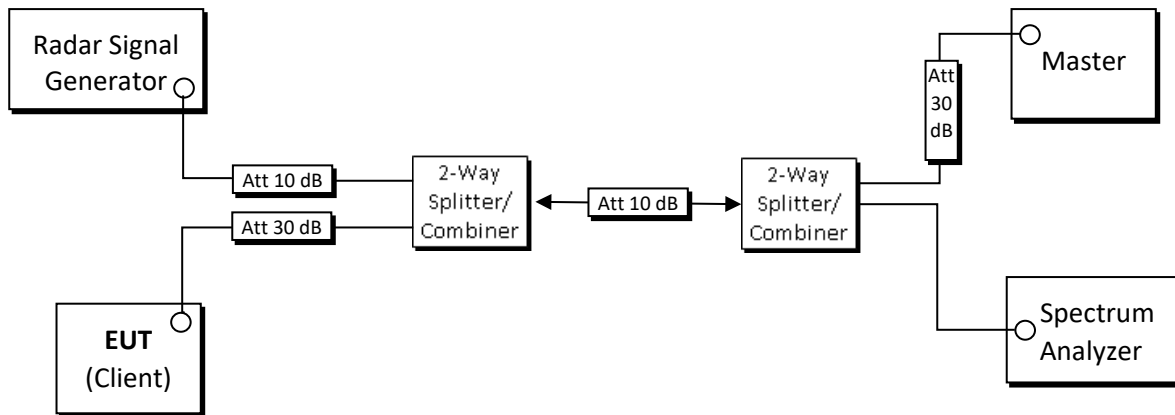 Radar Signal
Generator
Att 10 dB
Att 30 dB
EUT
(Client)
2-Way
Splitter/
Combiner
Att 10 dB
2-Way
Splitter/
Combiner
Att
30
dB
Master
Spectrum
Analyzer